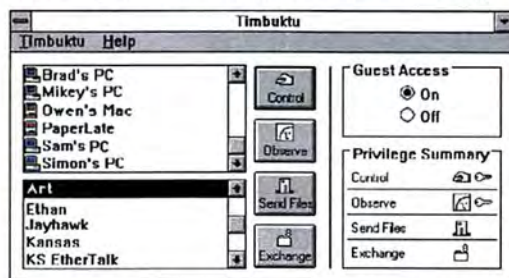 Timbuktu
Timbuktu Help
Brad's PC
Mikey's PC
Owen's Mac
PaperLate
Sam's PC
Simon's PC
Art
Ethan
Jayhawk
Kansas
KS EtherTalk
Control
Observe
Send Files
Exchange
Guest Access
On
Off
Privilege Summary
Control
Observe
Send Files
Exchange